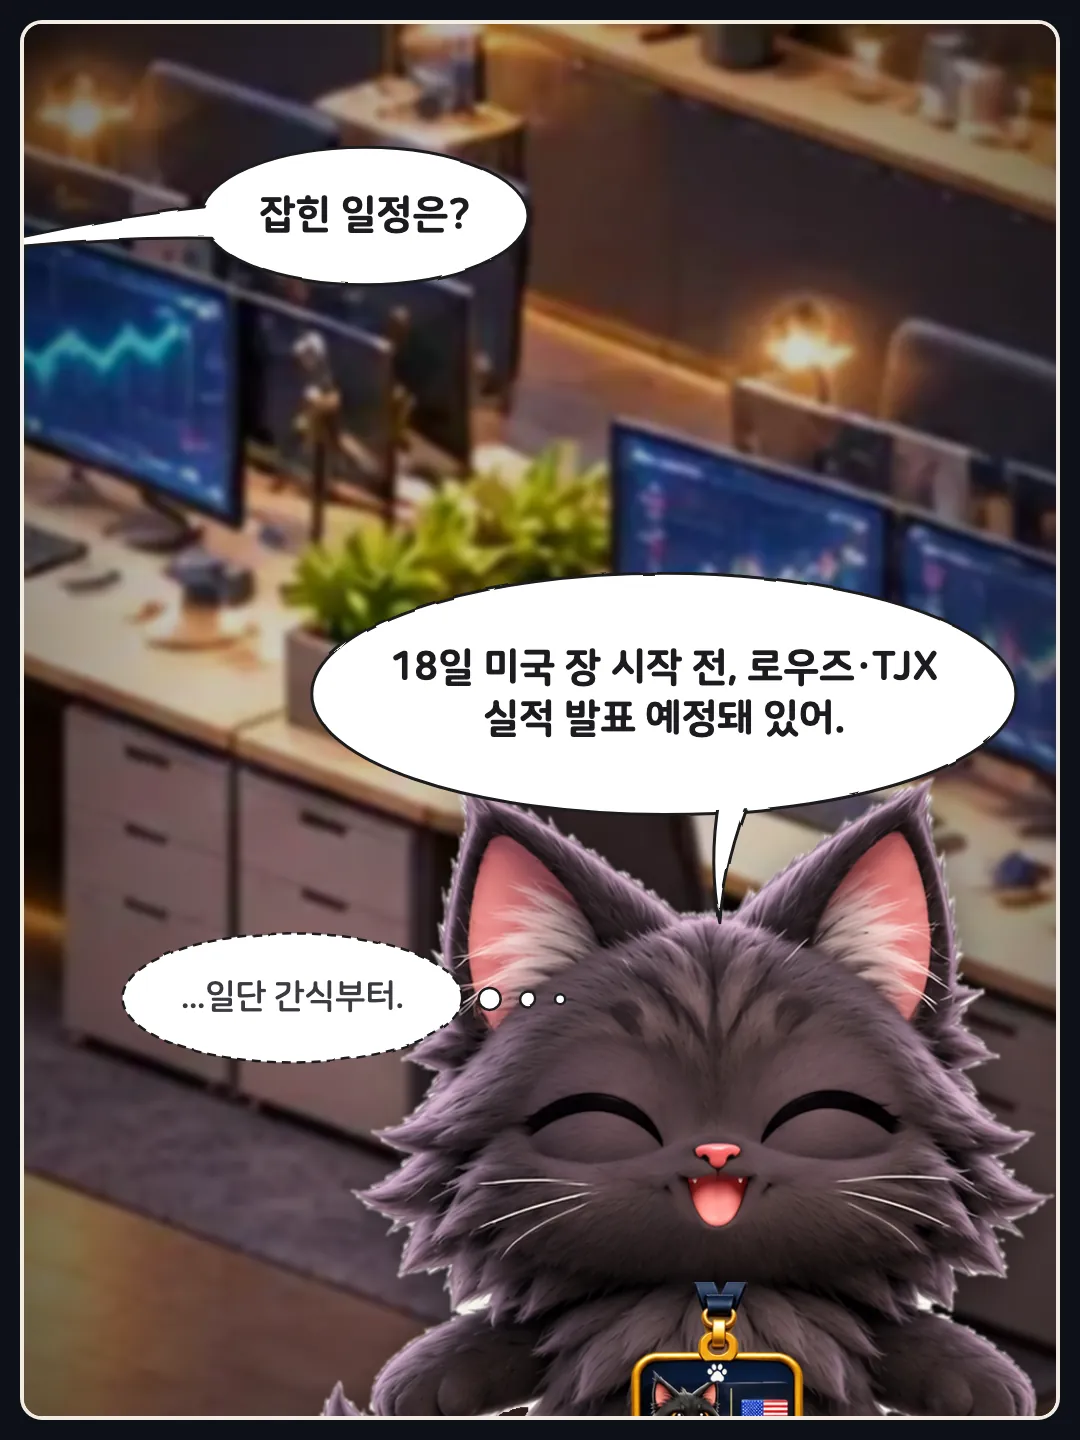 잡힌 일정은?
18일 미국 장 시작 전, 로우즈·TJX
실적 발표 예정돼 있어.
...일단 간식부터.